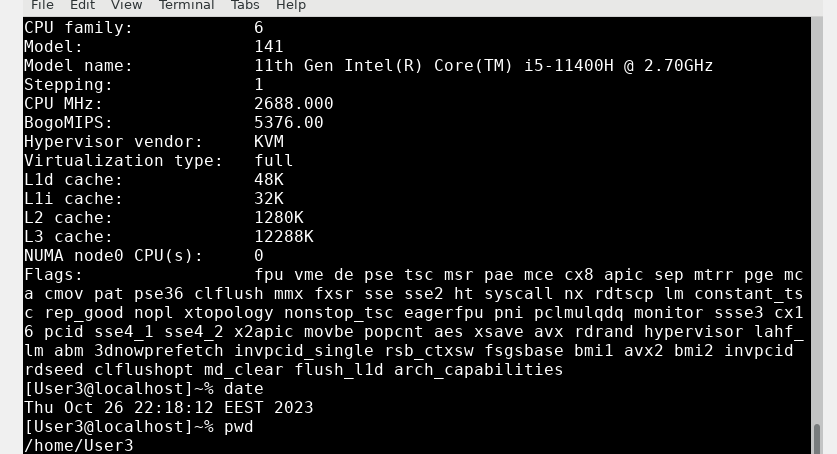 File Edit View Terminal Tabs Help
CPU family:            6
Model:                 141
Model name:            11th Gen Intel(R) Core(TM) i5-11400H @ 2.70GHz
Stepping:              1
CPU MHz:               2688.000
BogoMIPS:              5376.00
Hypervisor vendor:     KVM
Virtualization type:   full
L1d cache:             48K
L1i cache:             32K
L2 cache:              1280K
L3 cache:              12288K
NUMA node0 CPU(s):     0
Flags:                 fpu vme de pse tsc msr pae mce cx8 apic sep mtrr pge mc
a cmov pat pse36 clflush mmx fxsr sse sse2 ht syscall nx rdtscp lm constant_ts
c rep_good nopl xtopology nonstop_tsc eagerfpu pni pclmulqdq monitor ssse3 cx1
6 pcid sse4_1 sse4_2 x2apic movbe popcnt aes xsave avx rdrand hypervisor lahf_
lm abm 3dnowprefetch invpcid_single rsb_ctxsw fsgsbase bmi1 avx2 bmi2 invpcid
rdseed clflushopt md_clear flush_l1d arch_capabilities
[User3@localhost]~% date
Thu Oct 26 22:18:12 EEST 2023
[User3@localhost]~% pwd
/home/User3